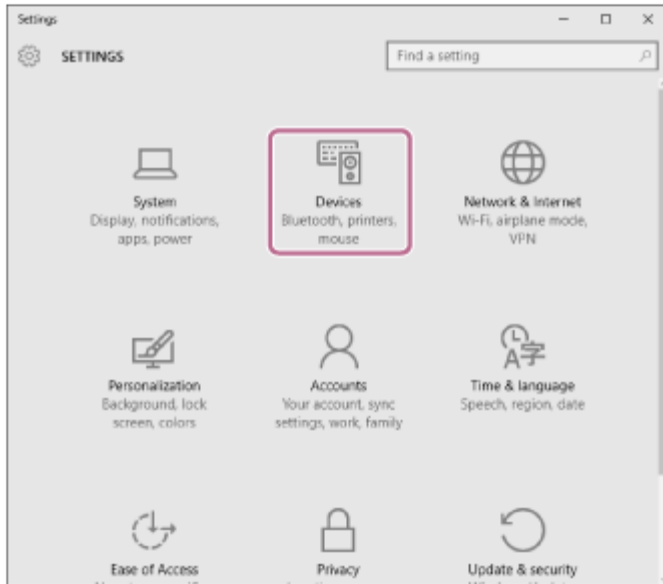 Settings
SETTINGS
Find a setting
System
Display, notifications,
apps, power
Devices
Bluetooth, printers,
mouse
Network & Internet
Wi-Fi, airplane mode,
VPN
Personalization
Background, lock
screen, colors
Accounts
Your account, sync
settings, work, family
Time & language
Speech, region, date
A字
Ease of Access
Privacy
Update & security